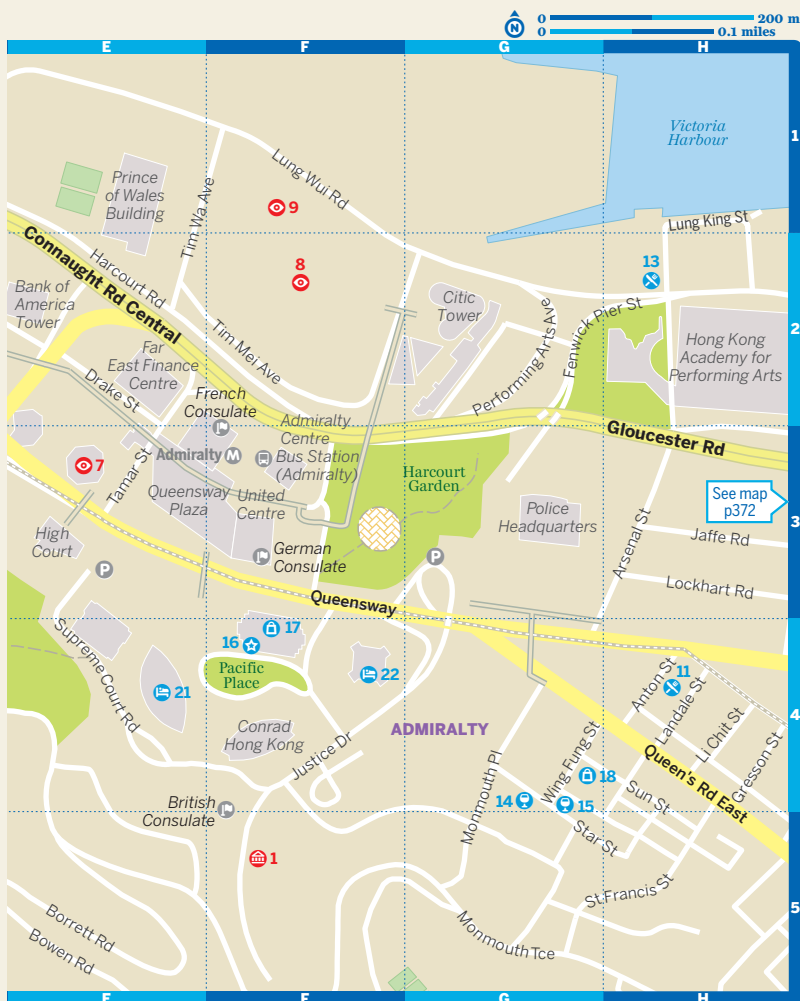 N
0
200 m
0
0.1 miles
E
F
G
H
1
Victoria
Harbour
Lung King St
Lung Wui Rd
Prince
of Wales
Building
Tim Wa Ave
9
8
13
2
Connaught Rd Central
Harcourt Rd
Bank of
America
Tower
Citic
Tower
Fenwick Pier St
Performing Arts Ave
Hong Kong
Academy for
Performing Arts
Tim Mei Ave
Far
East Finance
Centre
Drake St
French
Consulate
Admiralty
Centre
Bus Station
(Admiralty)
Admiralty
M
Gloucester Rd
7
Tamar St
Queensway
Plaza
United
Centre
Harcourt
Garden
Police
Headquarters
See map
p372
3
High
Court
P
German
Consulate
P
Arsenal St
Jaffe Rd
Lockhart Rd
Queensway
17
16
Pacific
Place
22
21
Supreme Court Rd
11
Anton St
Landale St
Li Chit St
Gresson St
4
Conrad
Hong Kong
ADMIRALTY
Justice Dr
Queen's Rd East
Wing Fung St
18
Monmouth Pl
14
15
Sun St
Star St
British
Consulate
1
St Francis St
5
Borrett Rd
Bowen Rd
Monmouth Tce
E
F
G
H